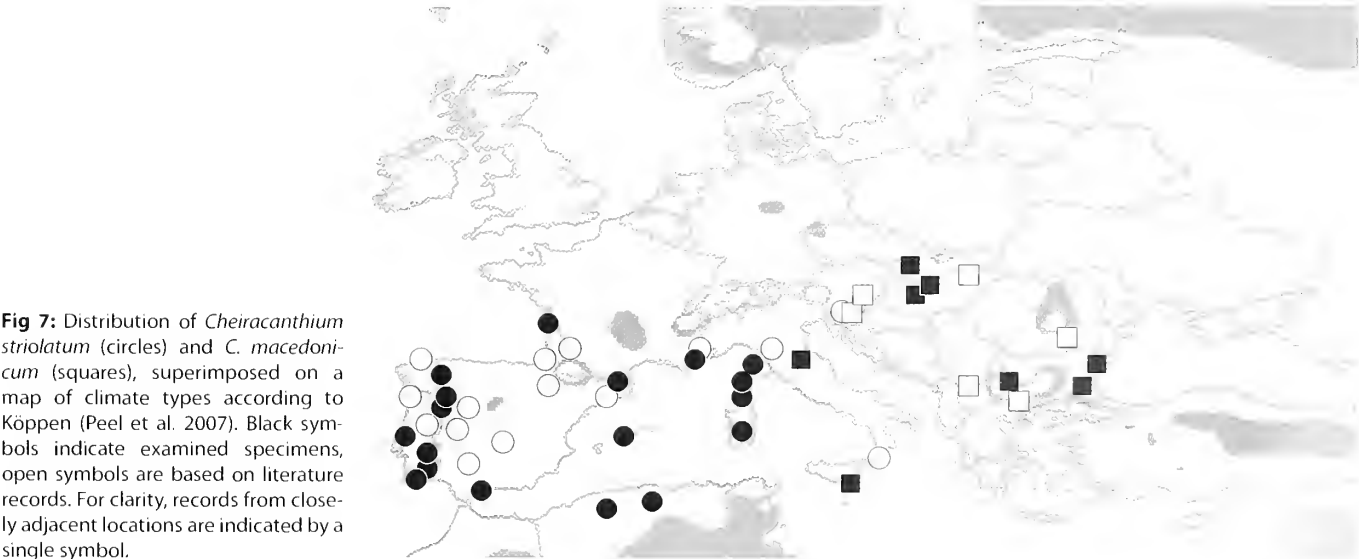 Fig 7: Distribution of Cheiracanthium
striolatum (circles) and C. macedoni-
cum (squares), superimposed on a
map of climate types according to
Köppen (Peel et al. 2007). Black sym-
bols indicate examined specimens,
open symbols are based on literature
records. For clarity, records from close-
ly adjacent locations are indicated by a
single symbol.